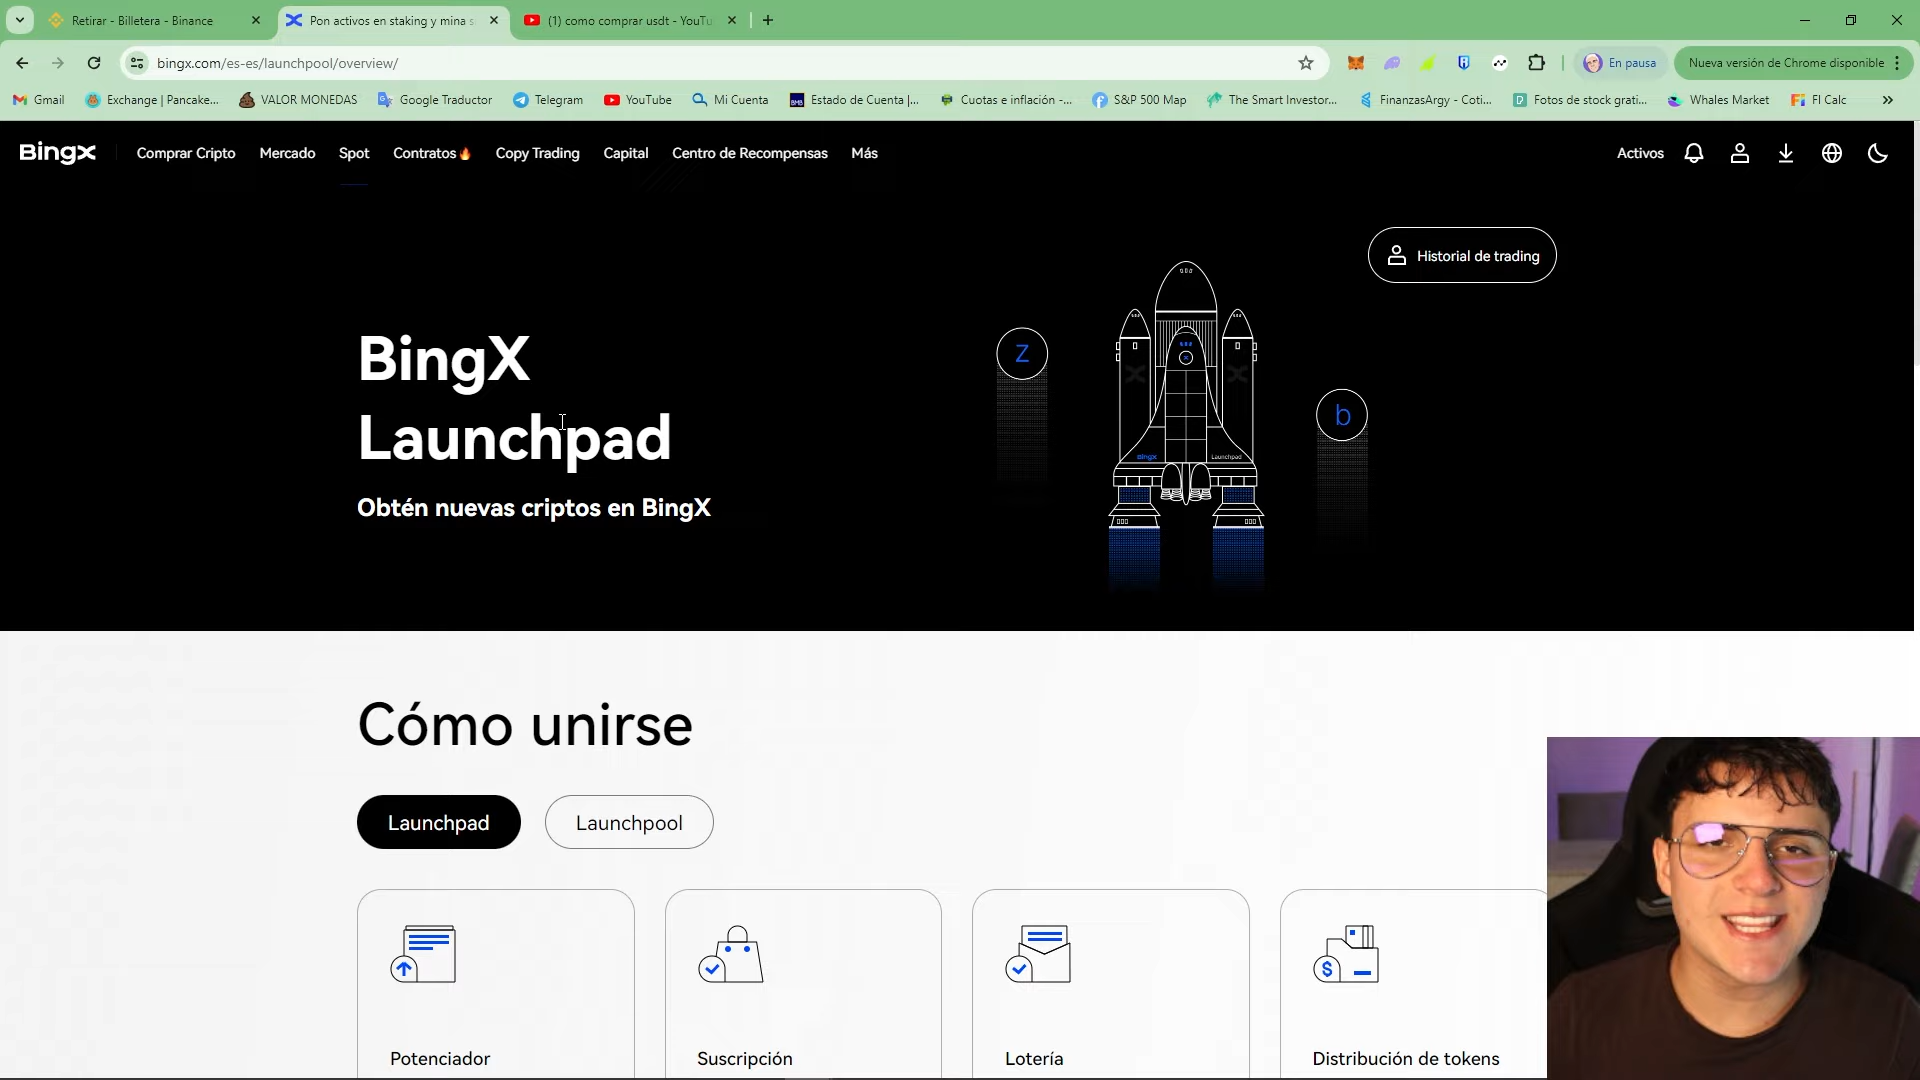 Retirar - Billetera - Binance
Pon activos en staking y mina s
(1) como comprar usdt - YouTu
bingx.com/es-es/launchpool/overview/
En pausa
Nueva versión de Chrome disponible
Gmail
Exchange | Pancake...
VALOR MONEDAS
Google Traductor
Telegram
YouTube
Mi Cuenta
Estado de Cuenta |...
Cuotas e inflación -...
S&P 500 Map
The Smart Investor...
FinanzasArgy - Coti...
Fotos de stock grati...
Whales Market
FI Calc
BingX
Comprar Cripto
Mercado
Spot
Contratos
Copy Trading
Capital
Centro de Recompensas
Más
Activos
Historial de trading
BingX
Launchpad
Obtén nuevas criptos en BingX
Z
b
BingX
Launchpad
Cómo unirse
Launchpad
Launchpool
Potenciador
Suscripción
Lotería
Distribución de tokens